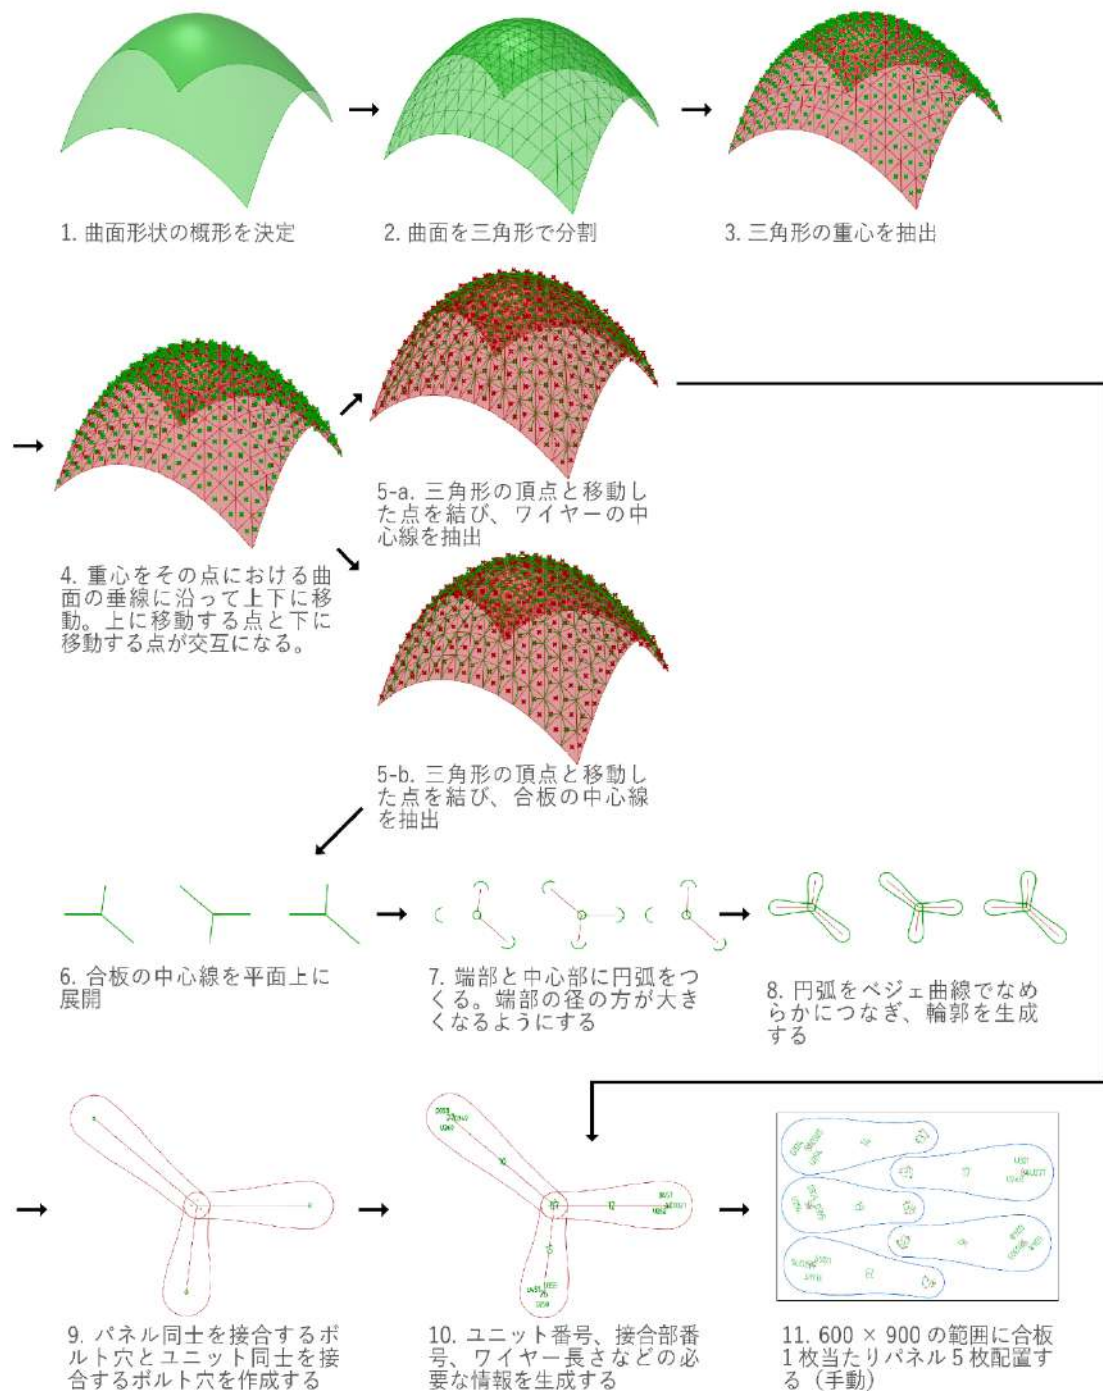 1. 曲面形状の概形を決定
2. 曲面を三角形で分割
3. 三角形の重心を抽出
4. 重心をその点における曲
面の垂線に沿って上下に移
動。上に移動する点と下に
移動する点が交互になる。
5-a. 三角形の頂点と移動し
た点を結び、ワイヤーの中
心線を抽出
5-b. 三角形の頂点と移動し
た点を結び、合板の中心線
を抽出
6. 合板の中心線を平面上に
展開
7. 端部と中心部に円弧をつ
くる。端部の径の方が大き
くなるようにする
8. 円弧をベジェ曲線でなめ
らかにつなぎ、輪郭を生成
する
9. パネル同士を接合するボ
ルト穴とユニット同士を接
合するボルト穴を作成する
10. ユニット番号、接合部番
号、ワイヤー長さなどの必
要な情報を生成する
11. 600 × 900 の範囲に合板
1 枚当たりパネル 5 枚配置す
る（手動）